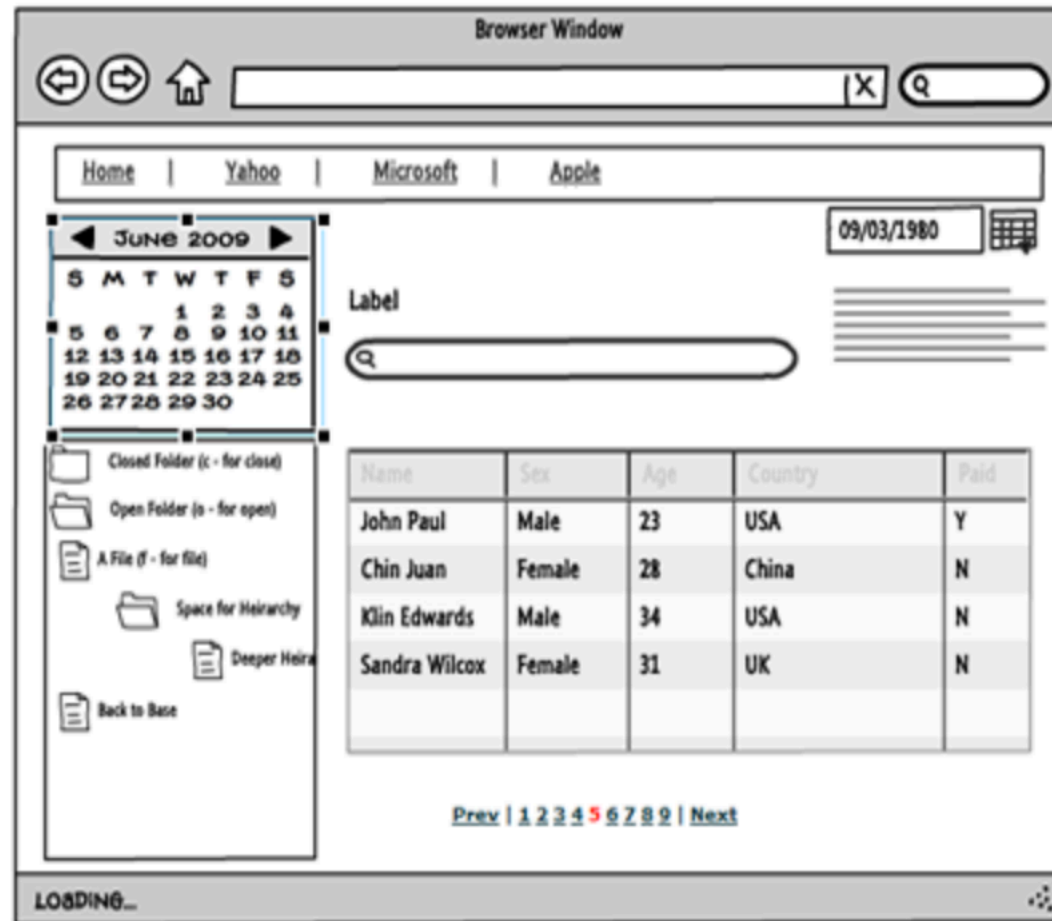 Browser Window
X
Home | Yahoo | Microsoft | Apple
June 2009
S M T W T F S
1 2 3 4
5 6 7 8 9 10 11
12 13 14 15 16 17 18
19 20 21 22 23 24 25
26 27 28 29 30
09/03/1980
Label
Closed Folder (c - for close)
Open Folder (o - for open)
A File (f - for file)
Space for Heirarchy
Deeper Heira
Back to Base
Name Sex Age Country Paid
John Paul Male 23 USA Y
Chin Juan Female 28 China N
Klin Edwards Male 34 USA N
Sandra Wilcox Female 31 UK N
Prev | 1 2 3 4 5 6 7 8 9 | Next
LOADING...